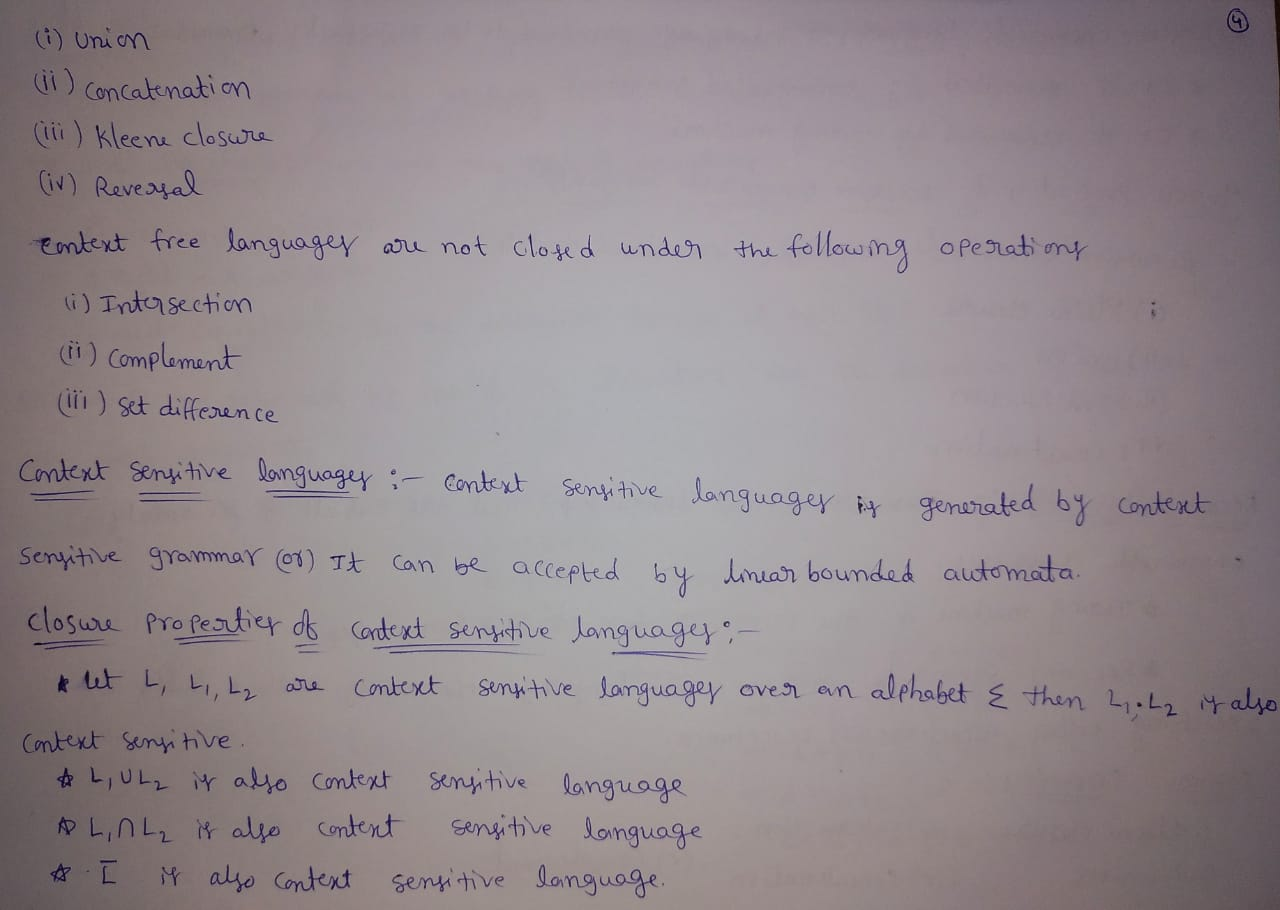 ④
(i) Union
(ii) Concatenation
(iii) Kleene closure
(iv) Reversal
Context free languages are not closed under the following operations
(i) Intersection
(ii) Complement
(iii) Set difference
Context Sensitive languages :- Context Sensitive languages is generated by context
Sensitive grammar (or) It can be accepted by linear bounded automata.
Closure Properties of Context sensitive languages :-
* Let L, L₁, L₂ are Context sensitive languages over an alphabet Σ then L₁.L₂ is also
Context Sensitive.
* L₁∪L₂ is also Context sensitive language
* L₁∩L₂ is also context sensitive language
* L̅ is also Context sensitive language.